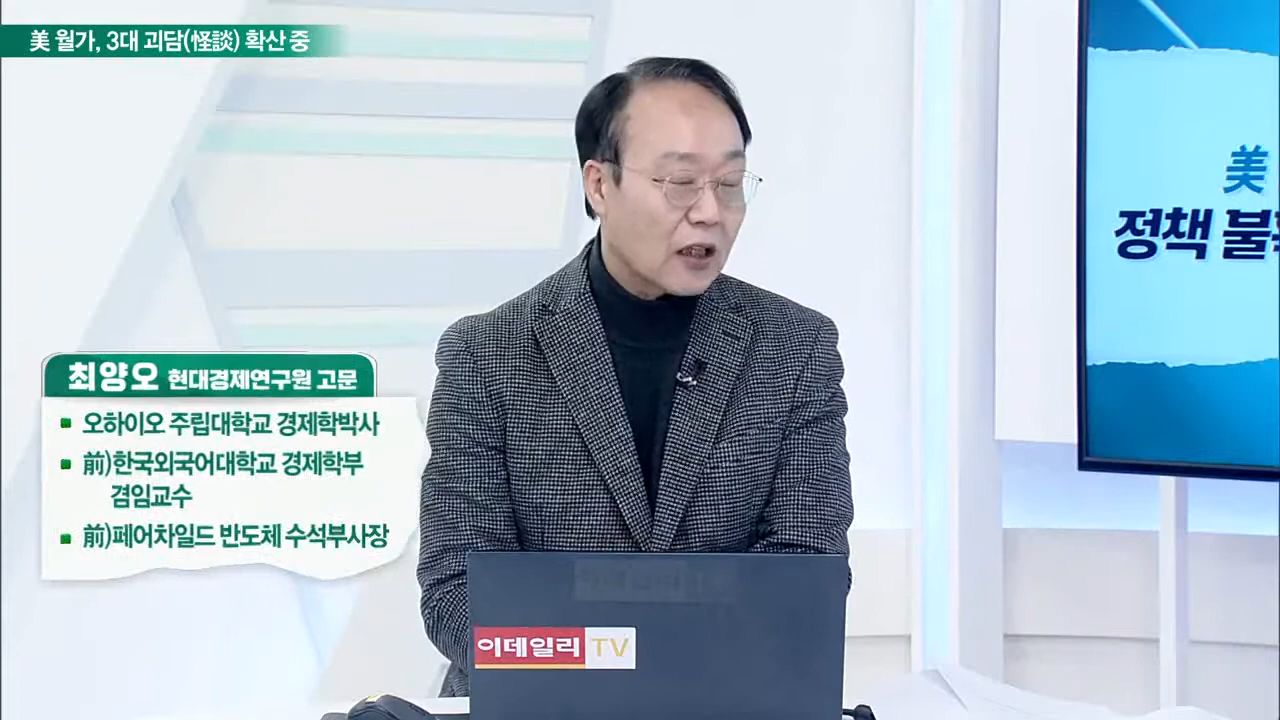 美 월가, 3대 괴담(怪談) 확산 중
美
정책 불
최양오 현대경제연구원 고문
오하이오 주립대학교 경제학박사
前)한국외국어대학교 경제학부
겸임교수
前)페어차일드 반도체 수석부사장
이데일리 TV